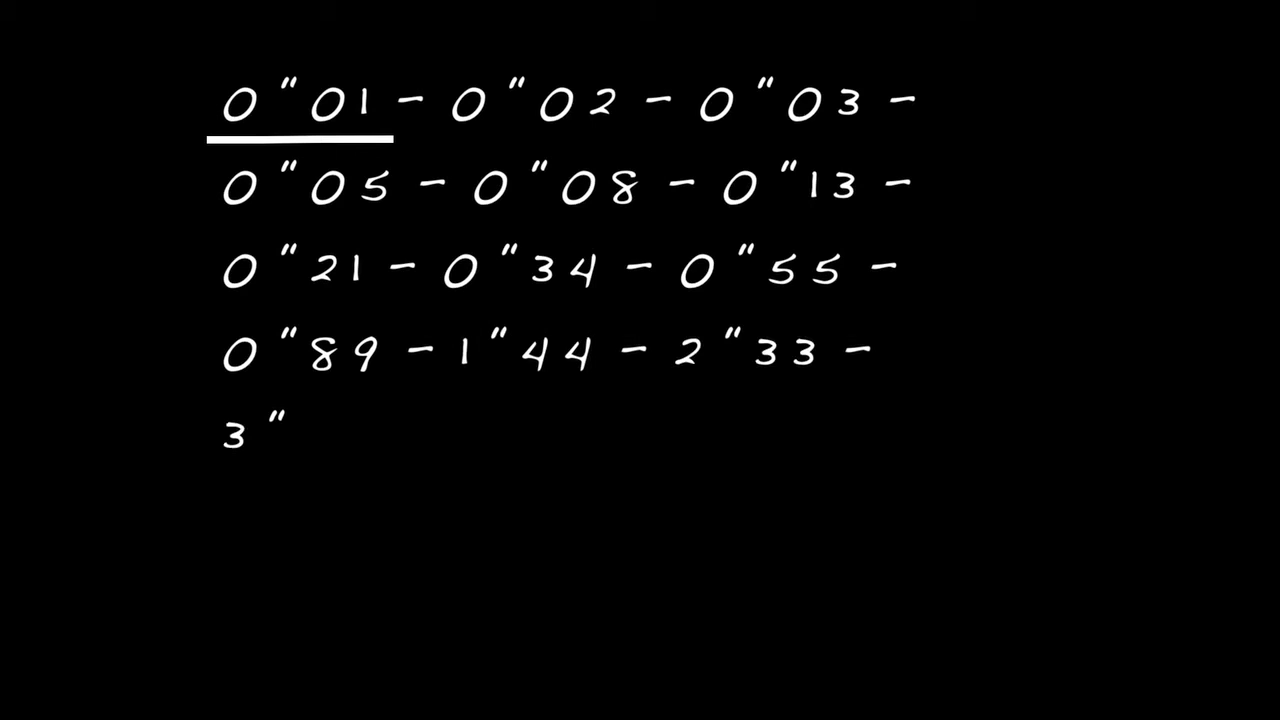 0"01 - 0"02 - 0"03 -
0"05 - 0"08 - 0"13 -
0"21 - 0"34 - 0"55 -
0"89 - 1"44 - 2"33 -
3"